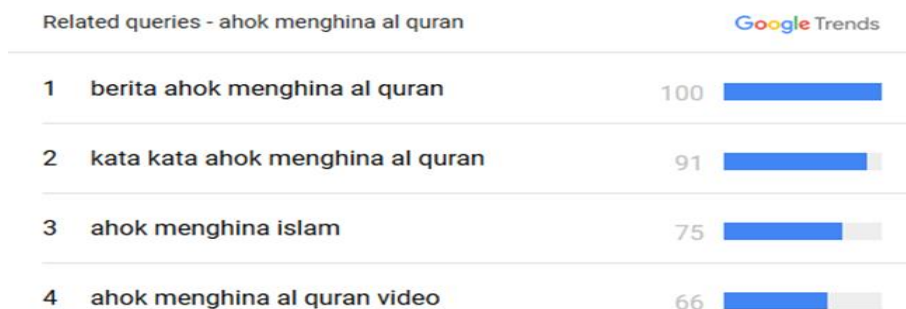 Related queries - ahok menghina al quran Google Trends
1 berita ahok menghina al quran 100
2 kata kata ahok menghina al quran 91
3 ahok menghina islam 75
4 ahok menghina al quran video 66